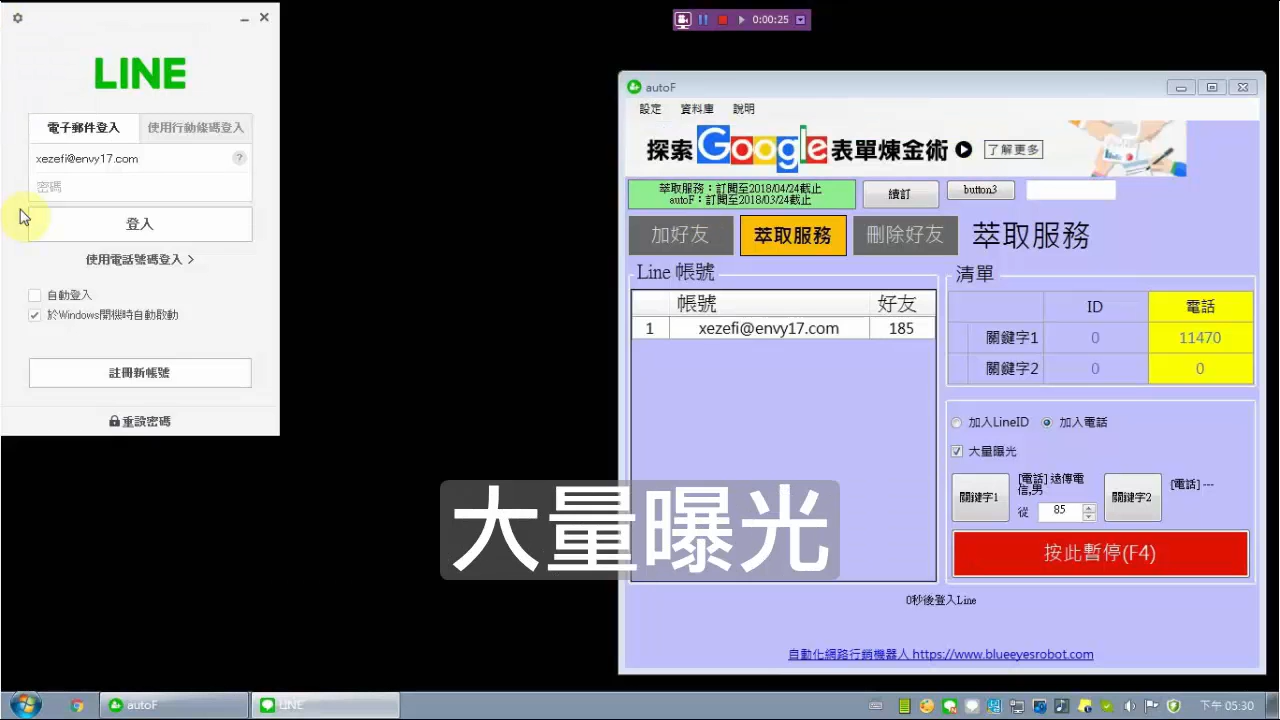 LINE
電子郵件登入
使用行動條碼登入
xezefi@envy17.com
?
密碼
登入
使用電話號碼登入 >
自動登入
於Windows開機時自動啟動
註冊新帳號
重設密碼
0:00:25
autoF
設定 資料庫 說明
探索Google表單煉金術
了解更多
萃取服務：訂閱至2018/04/24截止
autoF：訂閱至2018/03/24截止
續訂
button3
加好友
萃取服務
刪除好友
萃取服務
Line 帳號
帳號 好友
1 xezefi@envy17.com 185
清單
ID 電話
關鍵字1 0 11470
關鍵字2 0 0
加入LineID 加入電話
大量曝光
關鍵字1
[電話] 遠傳電
信,男
從 85
關鍵字2
[電話] ---
按此暫停(F4)
0秒後登入Line
自動化網路行銷機器人 https://www.blueeyesrobot.com
大量曝光
autoF
LINE
下午 05:30